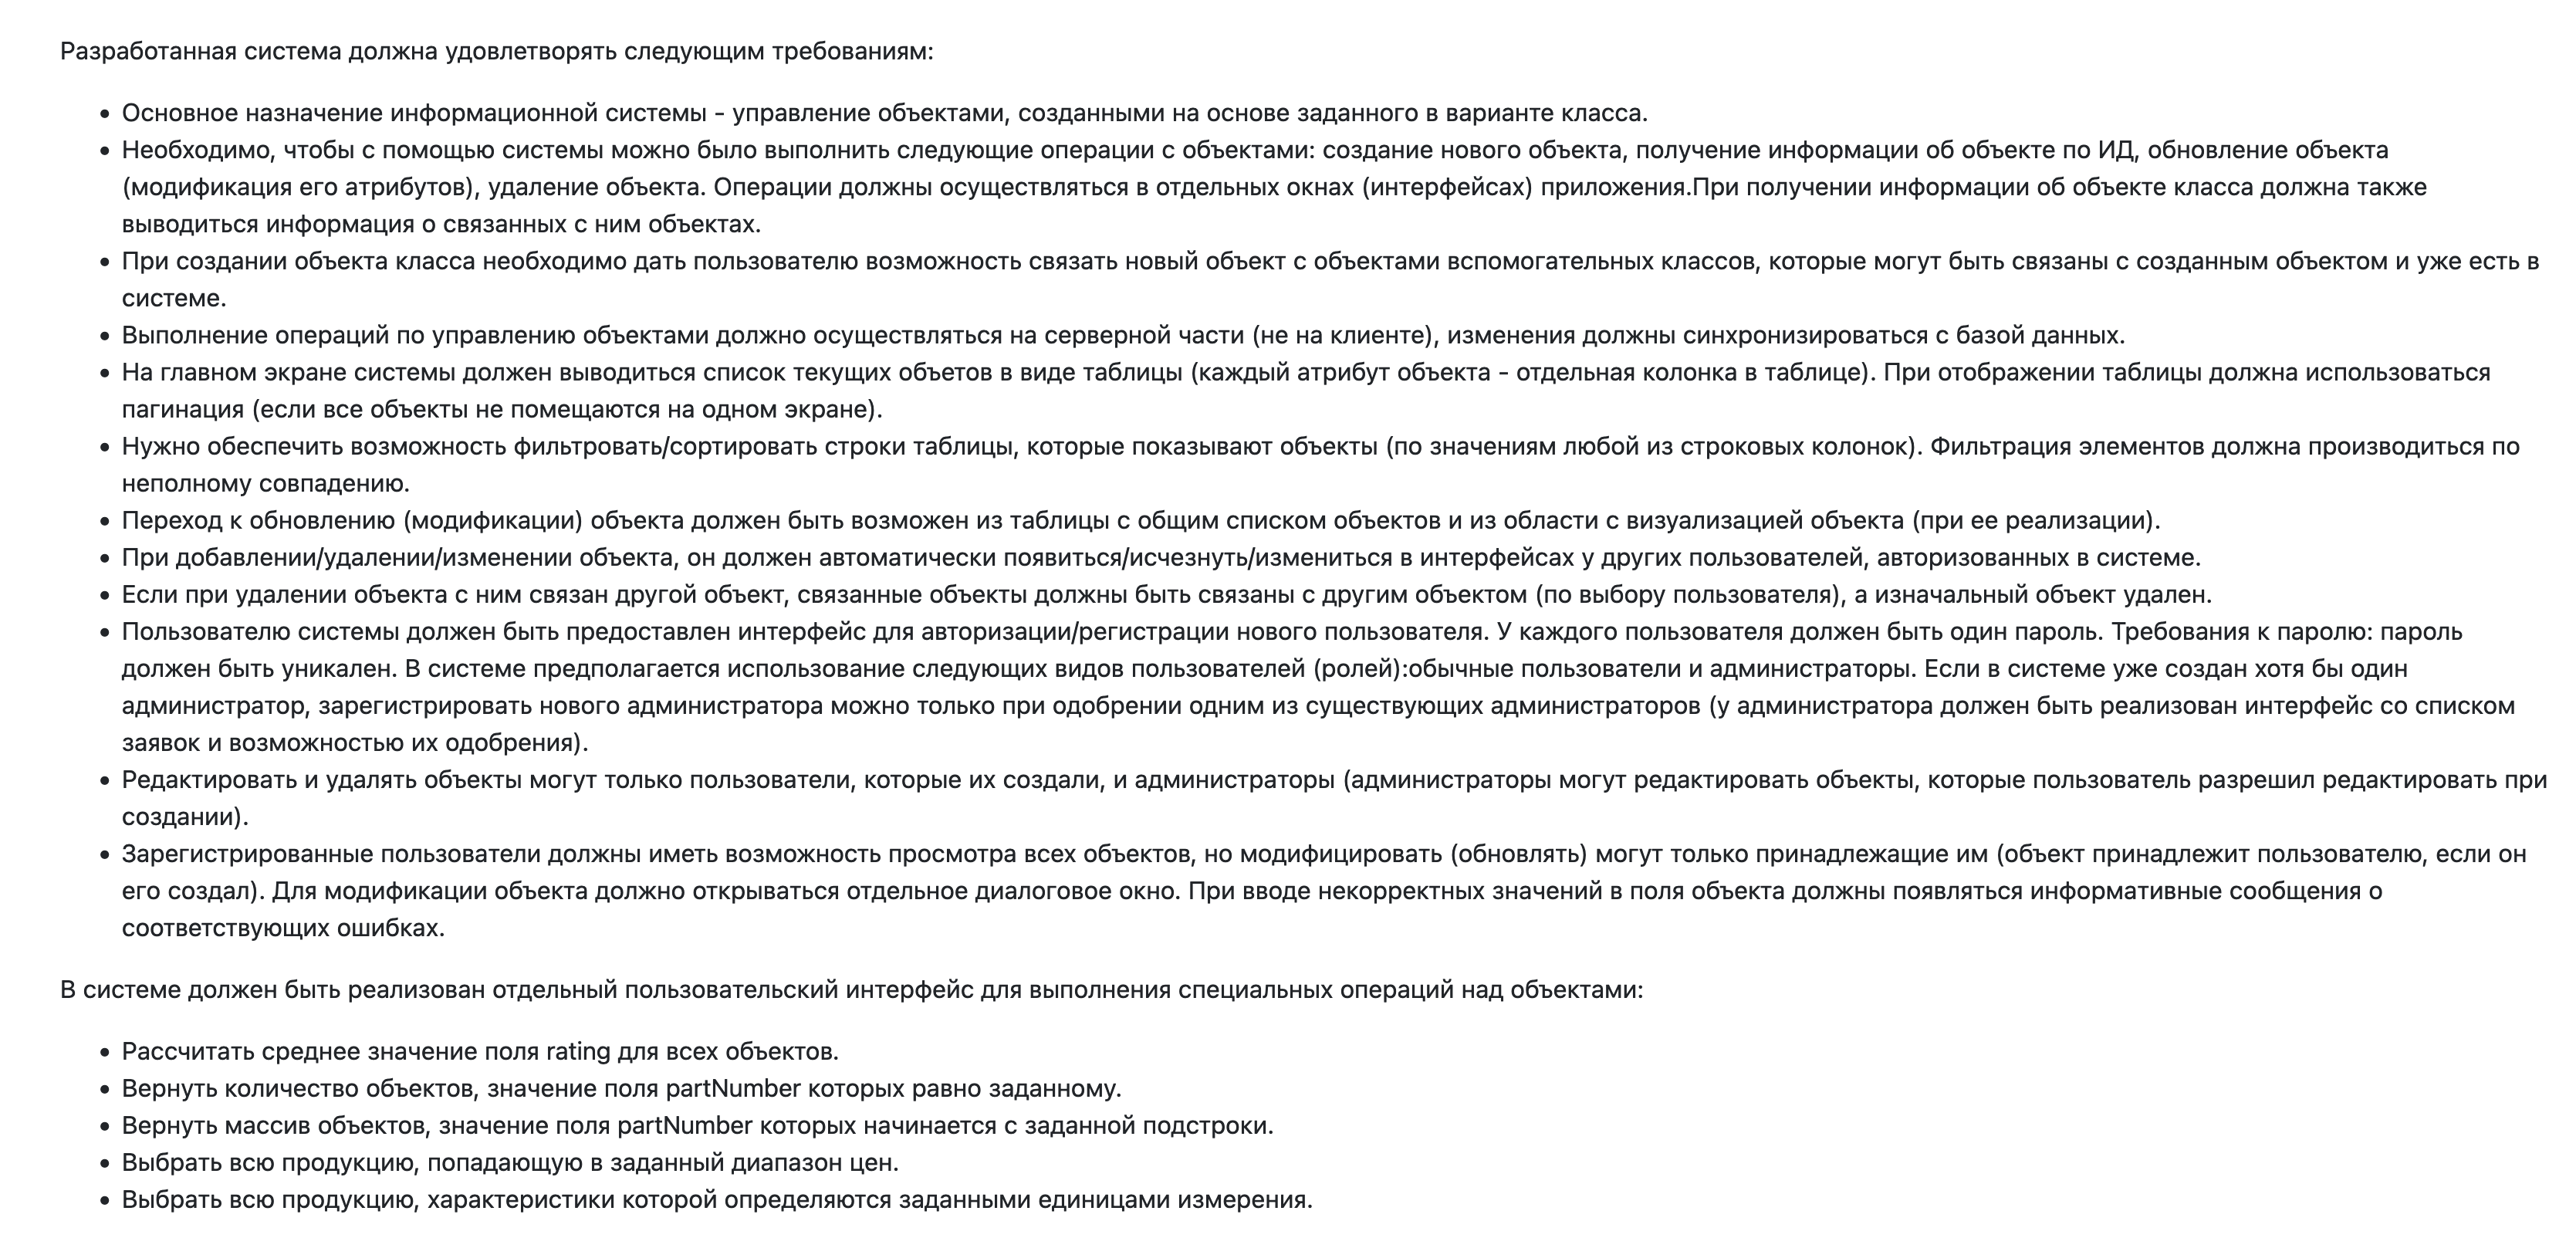 Разработанная система должна удовлетворять следующим требованиям:
• Основное назначение информационной системы - управление объектами, созданными на основе заданного в варианте класса.
• Необходимо, чтобы с помощью системы можно было выполнить следующие операции с объектами: создание нового объекта, получение информации об объекте по ИД, обновление объекта
(модификация его атрибутов), удаление объекта. Операции должны осуществляться в отдельных окнах (интерфейсах) приложения.При получении информации об объекте класса должна также
выводиться информация о связанных с ним объектах.
• При создании объекта класса необходимо дать пользователю возможность связать новый объект с объектами вспомогательных классов, которые могут быть связаны с созданным объектом и уже есть в
системе.
• Выполнение операций по управлению объектами должно осуществляться на серверной части (не на клиенте), изменения должны синхронизироваться с базой данных.
• На главном экране системы должен выводиться список текущих объетов в виде таблицы (каждый атрибут объекта - отдельная колонка в таблице). При отображении таблицы должна использоваться
пагинация (если все объекты не помещаются на одном экране).
• Нужно обеспечить возможность фильтровать/сортировать строки таблицы, которые показывают объекты (по значениям любой из строковых колонок). Фильтрация элементов должна производиться по
неполному совпадению.
• Переход к обновлению (модификации) объекта должен быть возможен из таблицы с общим списком объектов и из области с визуализацией объекта (при ее реализации).
• При добавлении/удалении/изменении объекта, он должен автоматически появиться/исчезнуть/измениться в интерфейсах у других пользователей, авторизованных в системе.
• Если при удалении объекта с ним связан другой объект, связанные объекты должны быть связаны с другим объектом (по выбору пользователя), а изначальный объект удален.
• Пользователю системы должен быть предоставлен интерфейс для авторизации/регистрации нового пользователя. У каждого пользователя должен быть один пароль. Требования к паролю: пароль
должен быть уникален. В системе предполагается использование следующих видов пользователей (ролей):обычные пользователи и администраторы. Если в системе уже создан хотя бы один
администратор, зарегистрировать нового администратора можно только при одобрении одним из существующих администраторов (у администратора должен быть реализован интерфейс со списком
заявок и возможностью их одобрения).
• Редактировать и удалять объекты могут только пользователи, которые их создали, и администраторы (администраторы могут редактировать объекты, которые пользователь разрешил редактировать при
создании).
• Зарегистрированные пользователи должны иметь возможность просмотра всех объектов, но модифицировать (обновлять) могут только принадлежащие им (объект принадлежит пользователю, если он
его создал). Для модификации объекта должно открываться отдельное диалоговое окно. При вводе некорректных значений в поля объекта должны появляться информативные сообщения о
соответствующих ошибках.
В системе должен быть реализован отдельный пользовательский интерфейс для выполнения специальных операций над объектами:
• Рассчитать среднее значение поля rating для всех объектов.
• Вернуть количество объектов, значение поля partNumber которых равно заданному.
• Вернуть массив объектов, значение поля partNumber которых начинается с заданной подстроки.
• Выбрать всю продукцию, попадающую в заданный диапазон цен.
• Выбрать всю продукцию, характеристики которой определяются заданными единицами измерения.